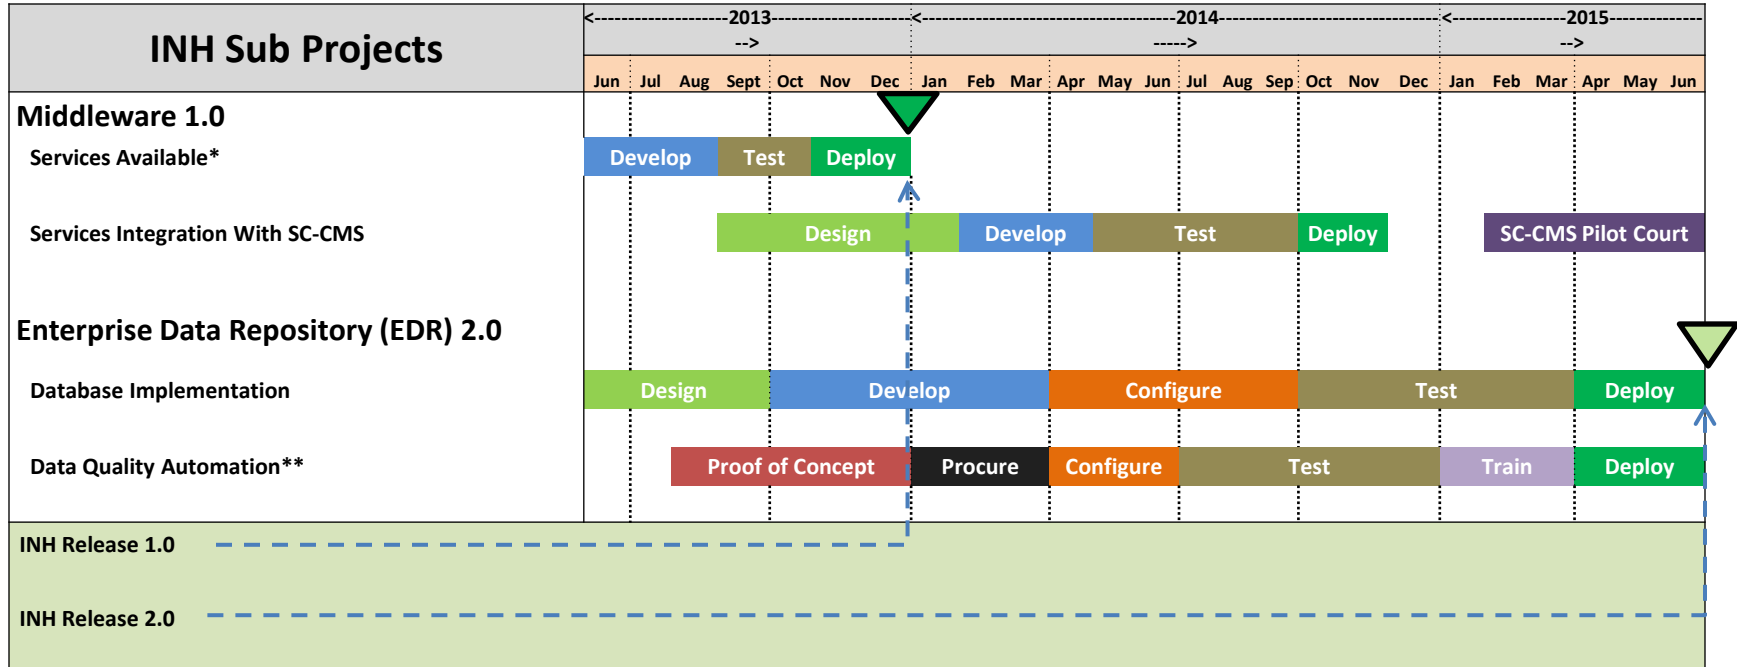 INH Sub Projects
<--------------------2013--------------------
-->
<-------------------------------------2014--------------------------------
----->
<-----------------2015--------------
-->
Jun Jul Aug Sept Oct Nov Dec Jan Feb Mar Apr May Jun Jul Aug Sep Oct Nov Dec Jan Feb Mar Apr May Jun
Middleware 1.0
Services Available* Develop Test Deploy
Services Integration With SC-CMS Design Develop Test Deploy SC-CMS Pilot Court
Enterprise Data Repository (EDR) 2.0
Database Implementation Design Develop Configure Test Deploy
Data Quality Automation** Proof of Concept Procure Configure Test Train Deploy
INH Release 1.0
INH Release 2.0